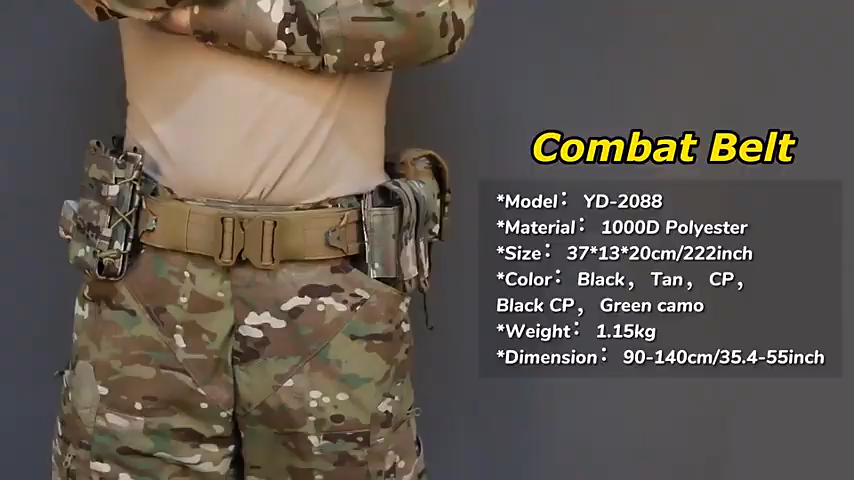 Combat Belt
*Model： YD-2088
*Material： 1000D Polyester
*Size： 37*13*20cm/222inch
*Color： Black， Tan， CP，
Black CP， Green camo
*Weight： 1.15kg
*Dimension： 90-140cm/35.4-55inch